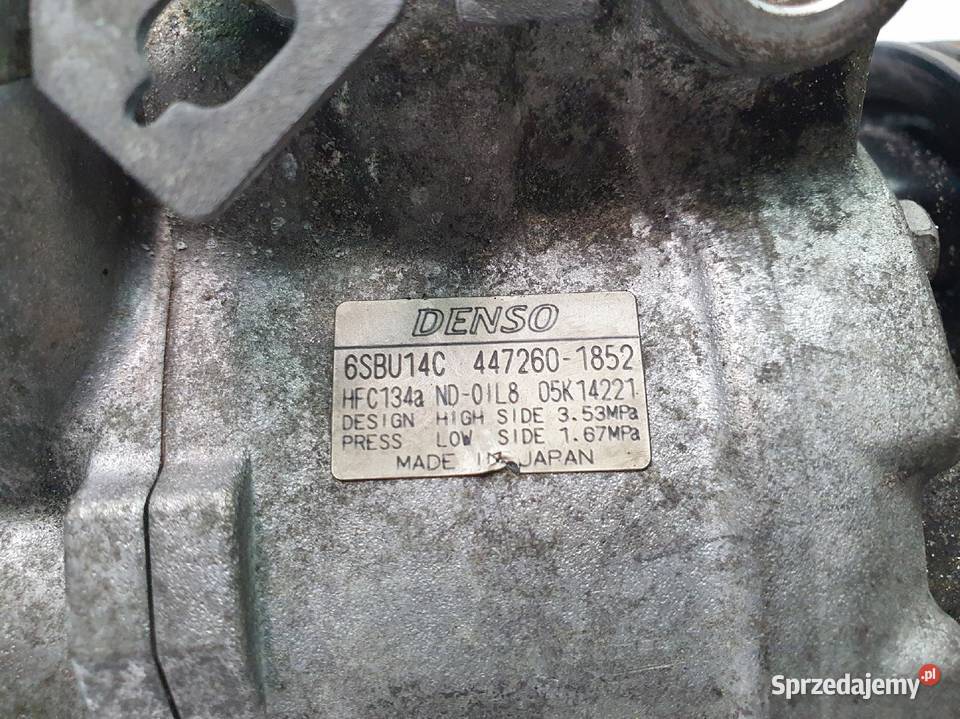 DENSO
6SBU14C 447260-1852
HFC134a ND-OIL8 05K14221
DESIGN HIGH SIDE 3.53MPa
PRESS LOW SIDE 1.67MPa
MADE IN JAPAN
Sprzedajemy.pl